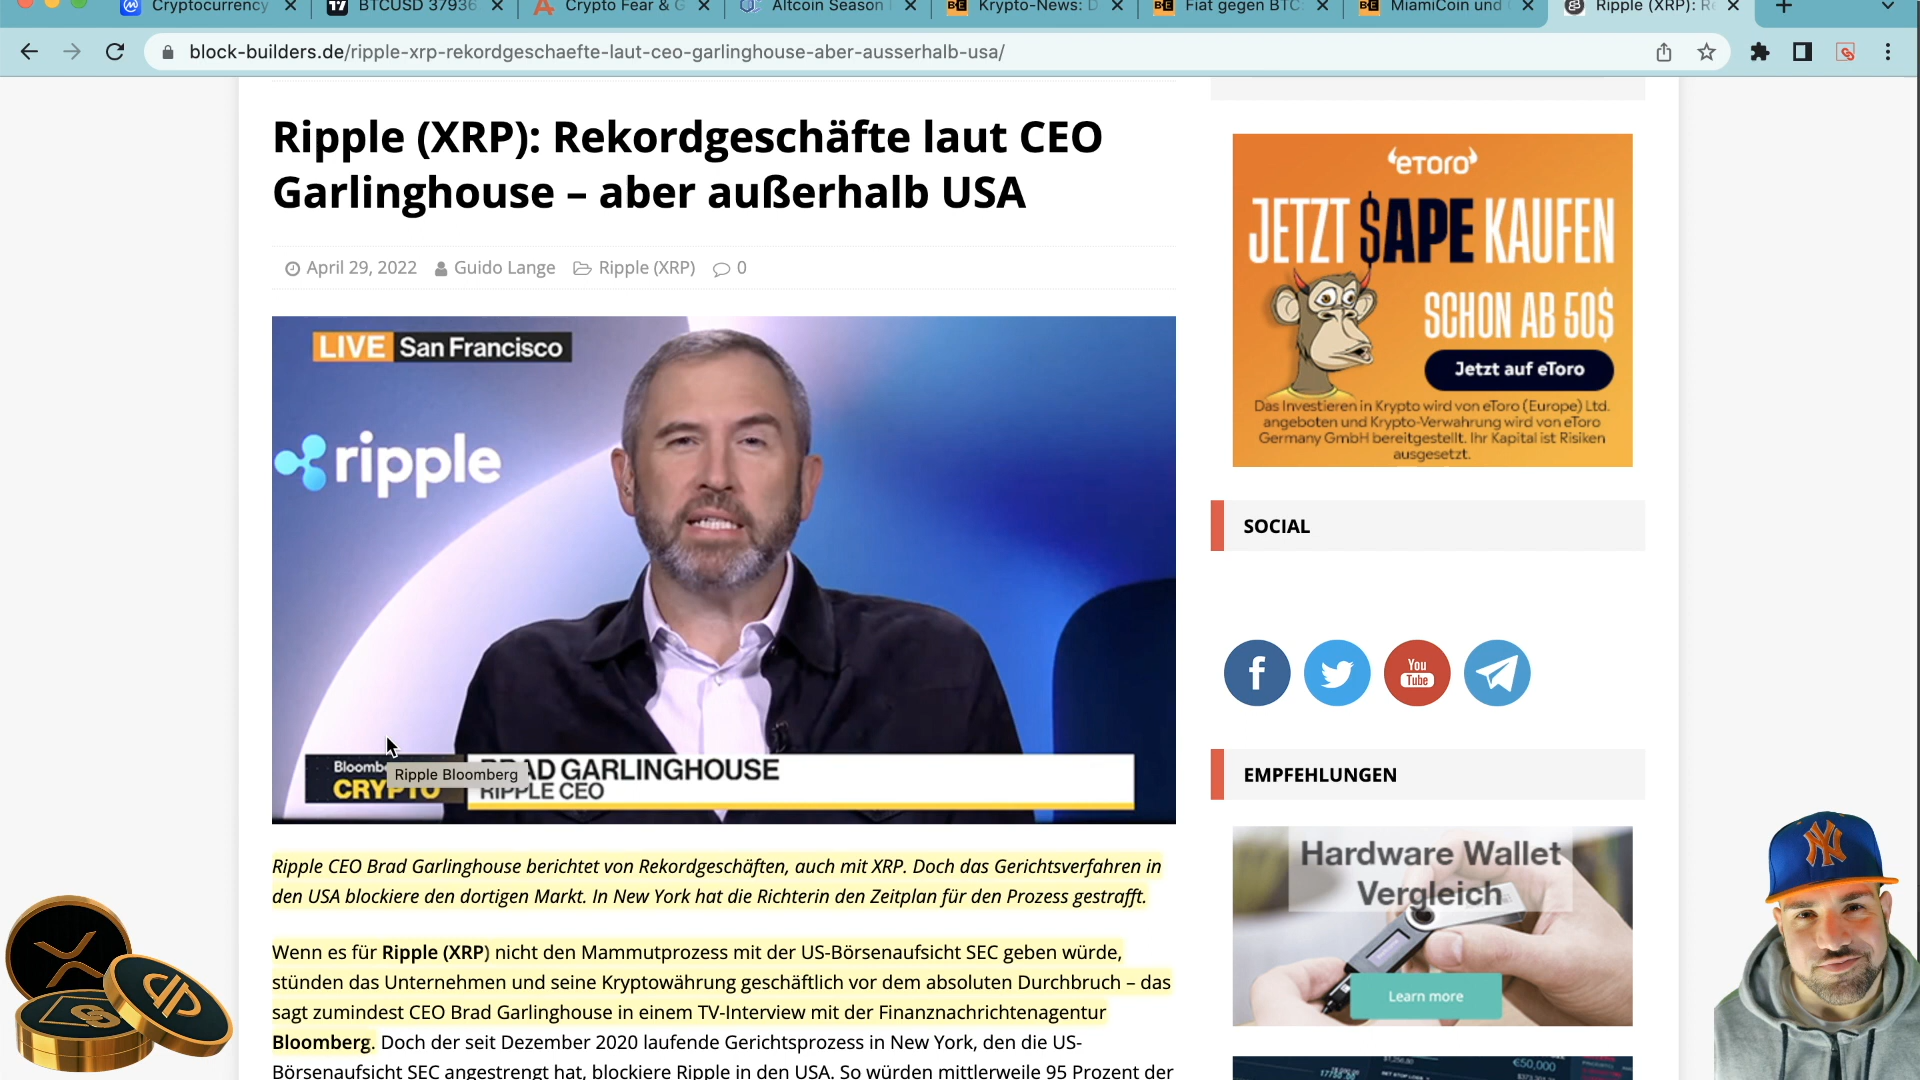 Cryptocurrency
BTCUSD 37936
Crypto Fear & G
Altcoin Season
Krypto-News: D
Fiat gegen BTC:
MiamiCoin und
Ripple (XRP): R
block-builders.de/ripple-xrp-rekordgeschaefte-laut-ceo-garlinghouse-aber-ausserhalb-usa/
Ripple (XRP): Rekordgeschäfte laut CEO
Garlinghouse – aber außerhalb USA
April 29, 2022 Guido Lange Ripple (XRP) 0
LIVE San Francisco
ripple
Bloomb
CRYPTO
AD GARLINGHOUSE
RIPPLE CEO
Ripple Bloomberg
Ripple CEO Brad Garlinghouse berichtet von Rekordgeschäften, auch mit XRP. Doch das Gerichtsverfahren in
den USA blockiere den dortigen Markt. In New York hat die Richterin den Zeitplan für den Prozess gestrafft.
Wenn es für Ripple (XRP) nicht den Mammutprozess mit der US-Börsenaufsicht SEC geben würde,
stünden das Unternehmen und seine Kryptowährung geschäftlich vor dem absoluten Durchbruch – das
sagt zumindest CEO Brad Garlinghouse in einem TV-Interview mit der Finanznachrichtenagentur
Bloomberg. Doch der seit Dezember 2020 laufende Gerichtsprozess in New York, den die US-
Börsenaufsicht SEC angestrengt hat, blockiere Ripple in den USA. So würden mittlerweile 95 Prozent der
eToro
JETZT $APE KAUFEN
SCHON AB 50$
Jetzt auf eToro
Das Investieren in Krypto wird von eToro (Europe) Ltd.
angeboten und Krypto-Verwahrung wird von eToro
Germany GmbH bereitgestellt. Ihr Kapital ist Risiken
ausgesetzt.
SOCIAL
You
Tube
EMPFEHLUNGEN
Hardware Wallet
Vergleich
Learn more
€50,000